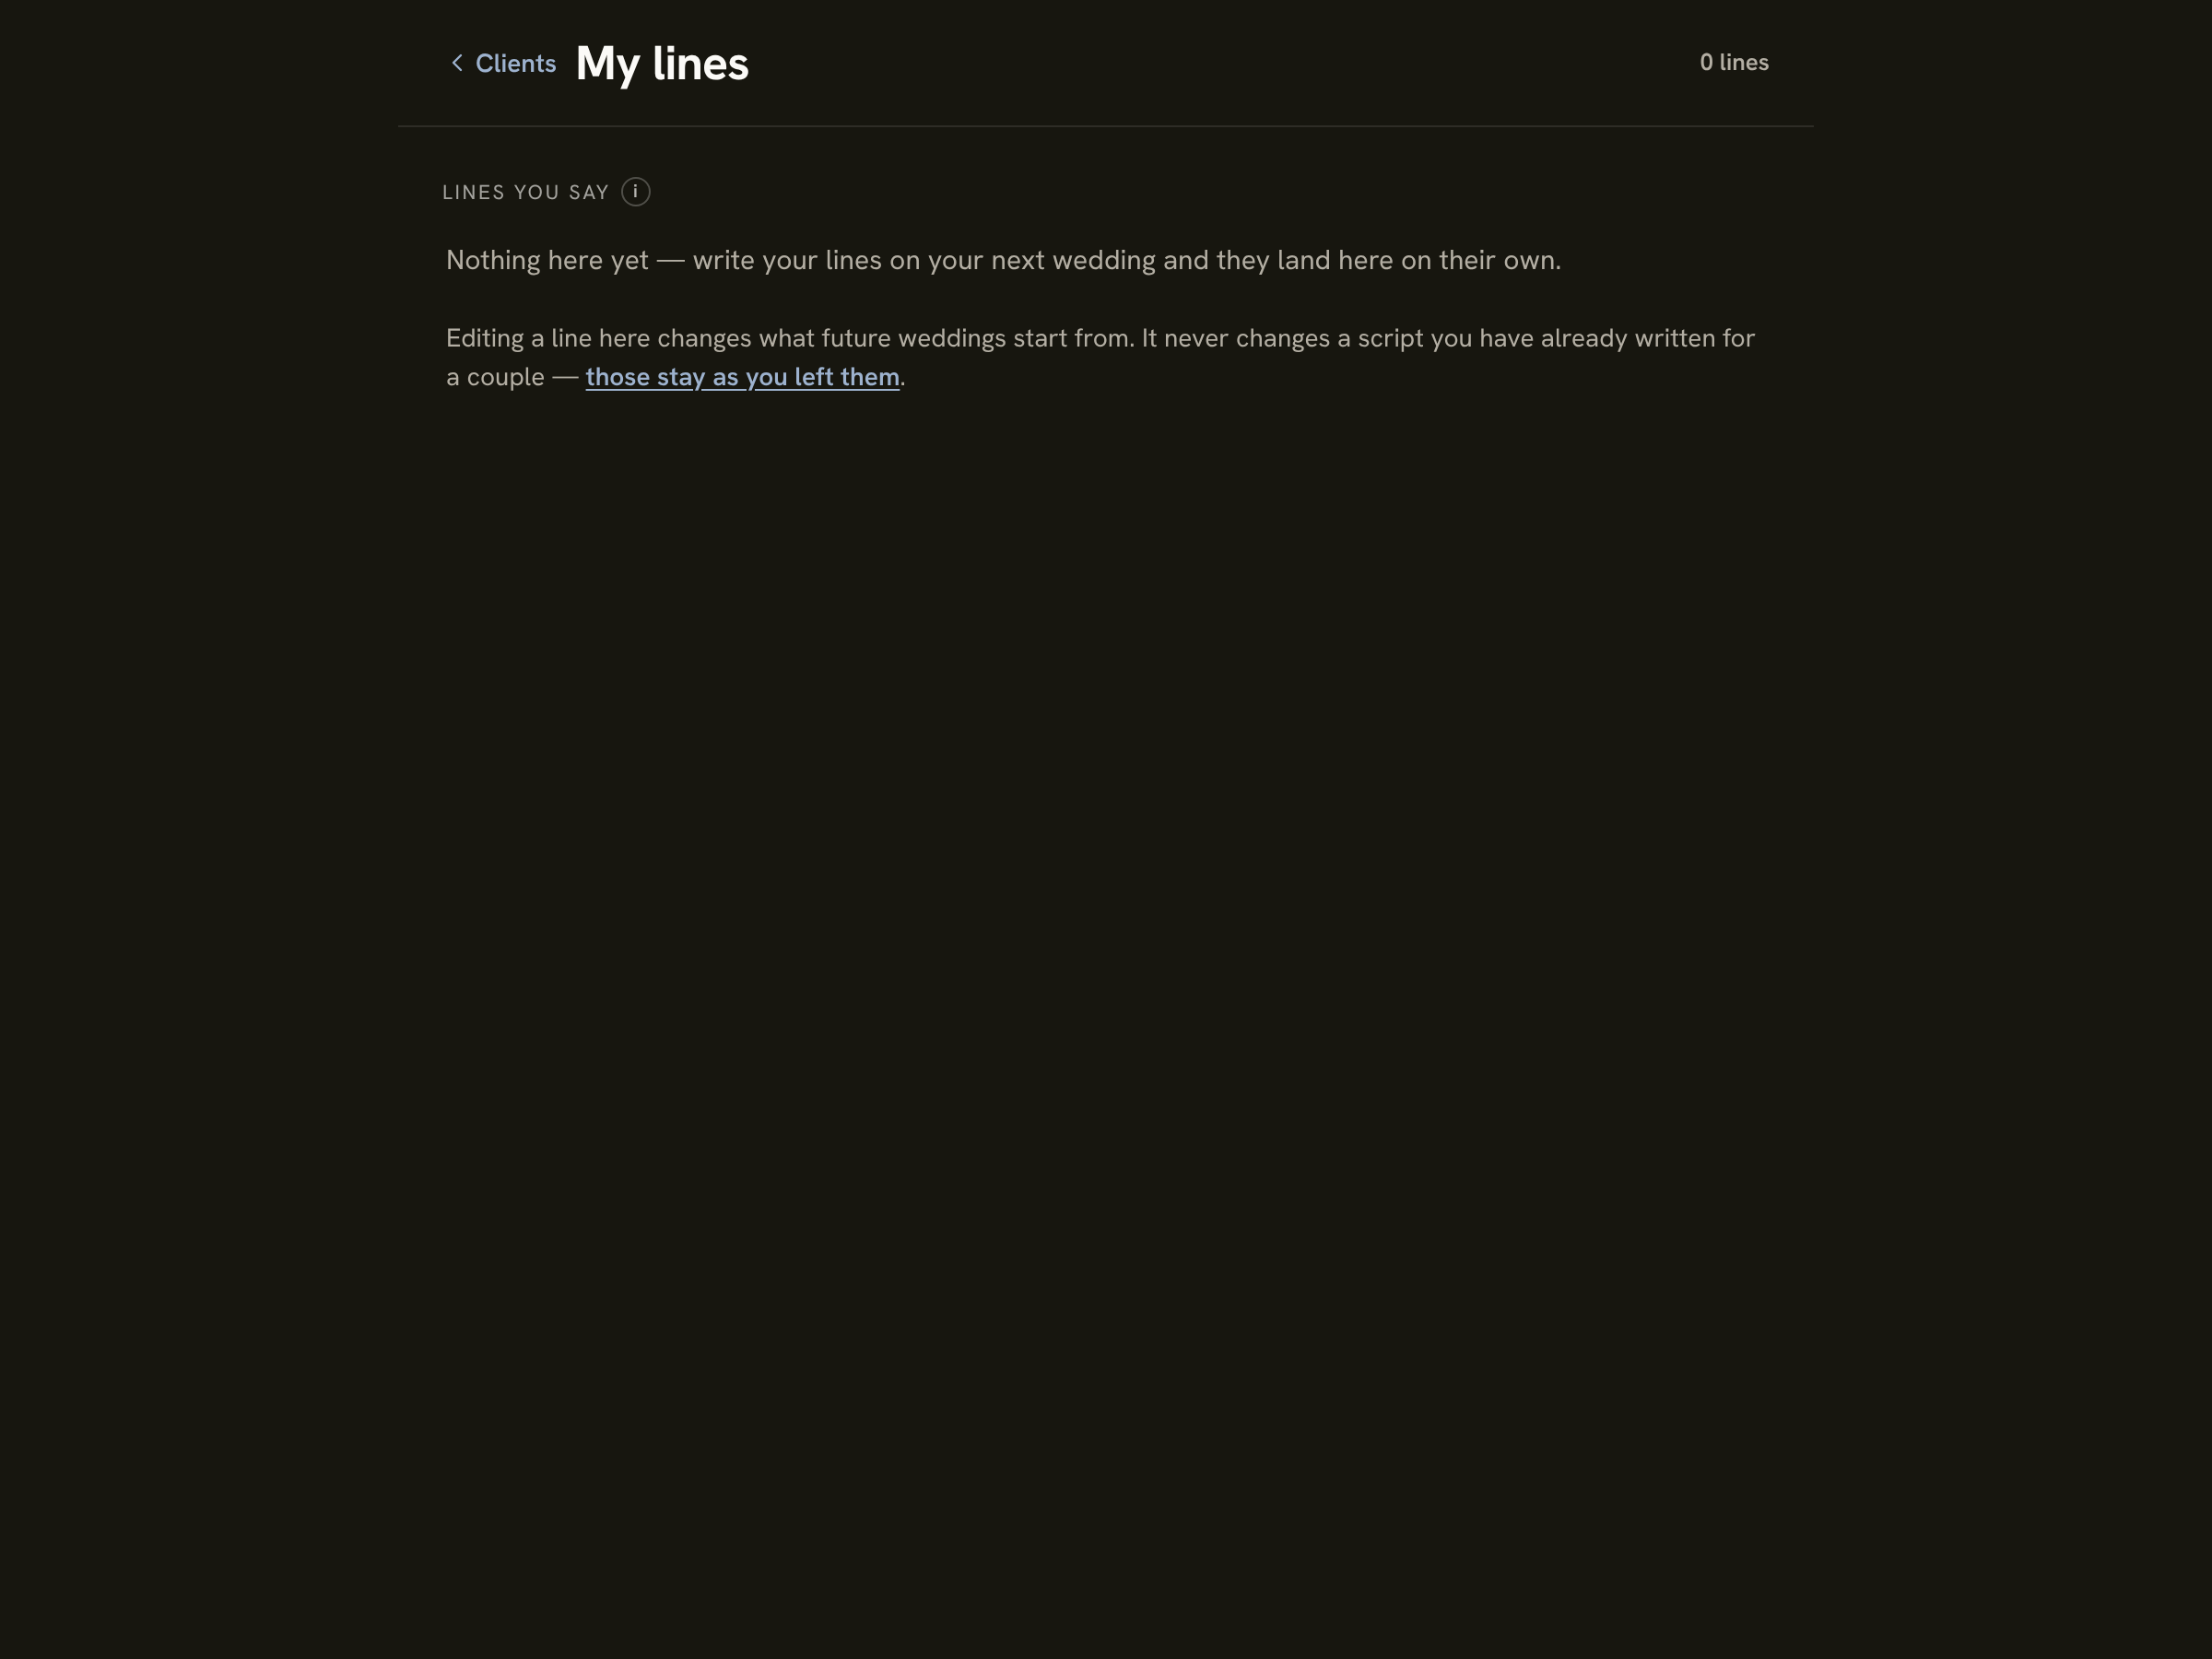 Clients My lines 0 lines
LINES YOU SAY i
Nothing here yet — write your lines on your next wedding and they land here on their own.
Editing a line here changes what future weddings start from. It never changes a script you have already written for
a couple — those stay as you left them.